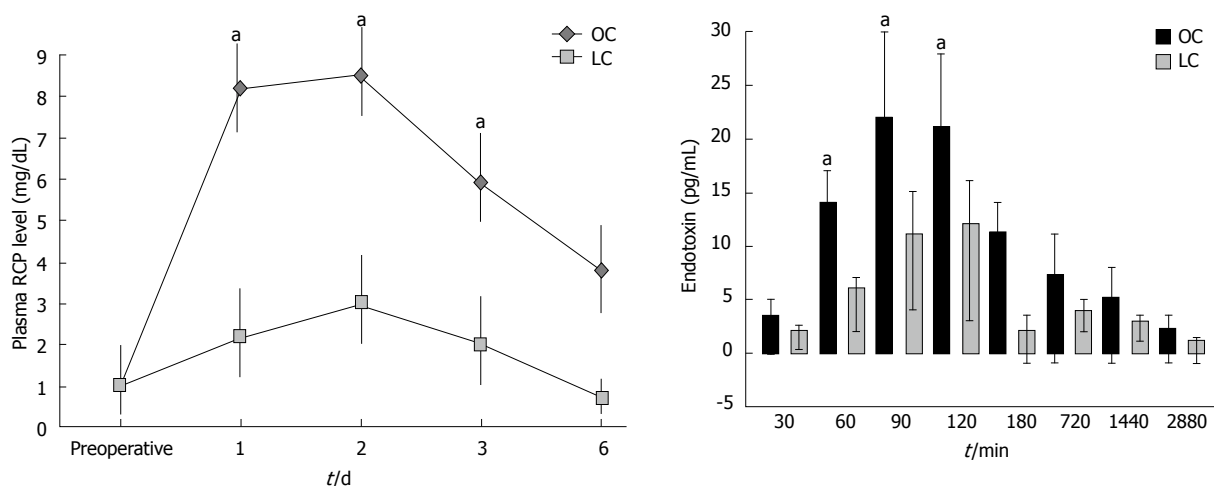 Plasma RCP level (mg/dL)
9
8
7
6
5
4
3
2
1
0
a
a
a
OC
LC
Preoperative 1 2 3 6
t/d
Endotoxin (pg/mL)
30
25
20
15
10
5
0
-5
a
a
a
OC
LC
30 60 90 120 180 720 1440 2880
t/min